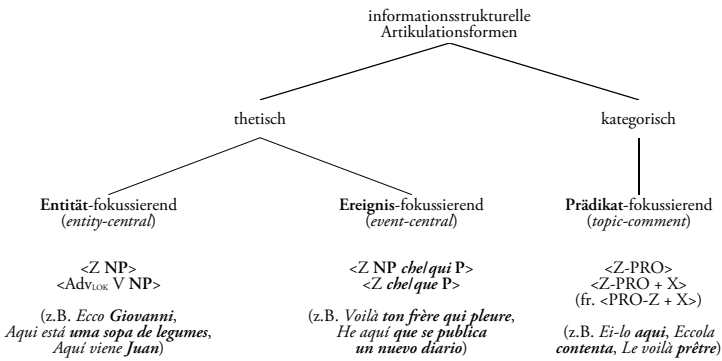 informationsstrukturelle
Artikulationsformen
thetisch
kategorisch
Entität-fokussierend
(entity-central)
Ereignis-fokussierend
(event-central)
Prädikat-fokussierend
(topic-comment)
<Z NP>
<AdvLOK V NP>
<Z NP che/qui P>
<Z che/que P>
<Z-PRO>
<Z-PRO + X>
(fr. <PRO-Z + X>)
(z.B. Ecco Giovanni,
Aqui está uma sopa de legumes,
Aquí viene Juan)
(z.B. Voilà ton frère qui pleure,
He aquí que se publica
un nuevo diario)
(z.B. Ei-lo aqui, Eccola
contenta, Le voilà prêtre)